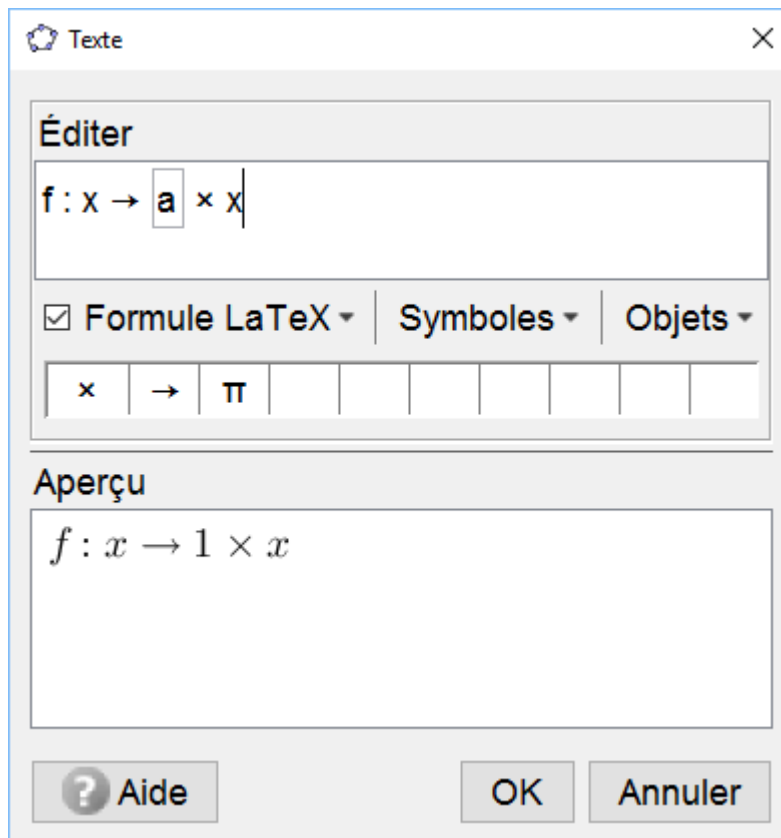 Texte
Éditer
f : x → a × x
Formule LaTeX Symboles Objets
× → π
Aperçu
f : x → 1 × x
? Aide OK Annuler